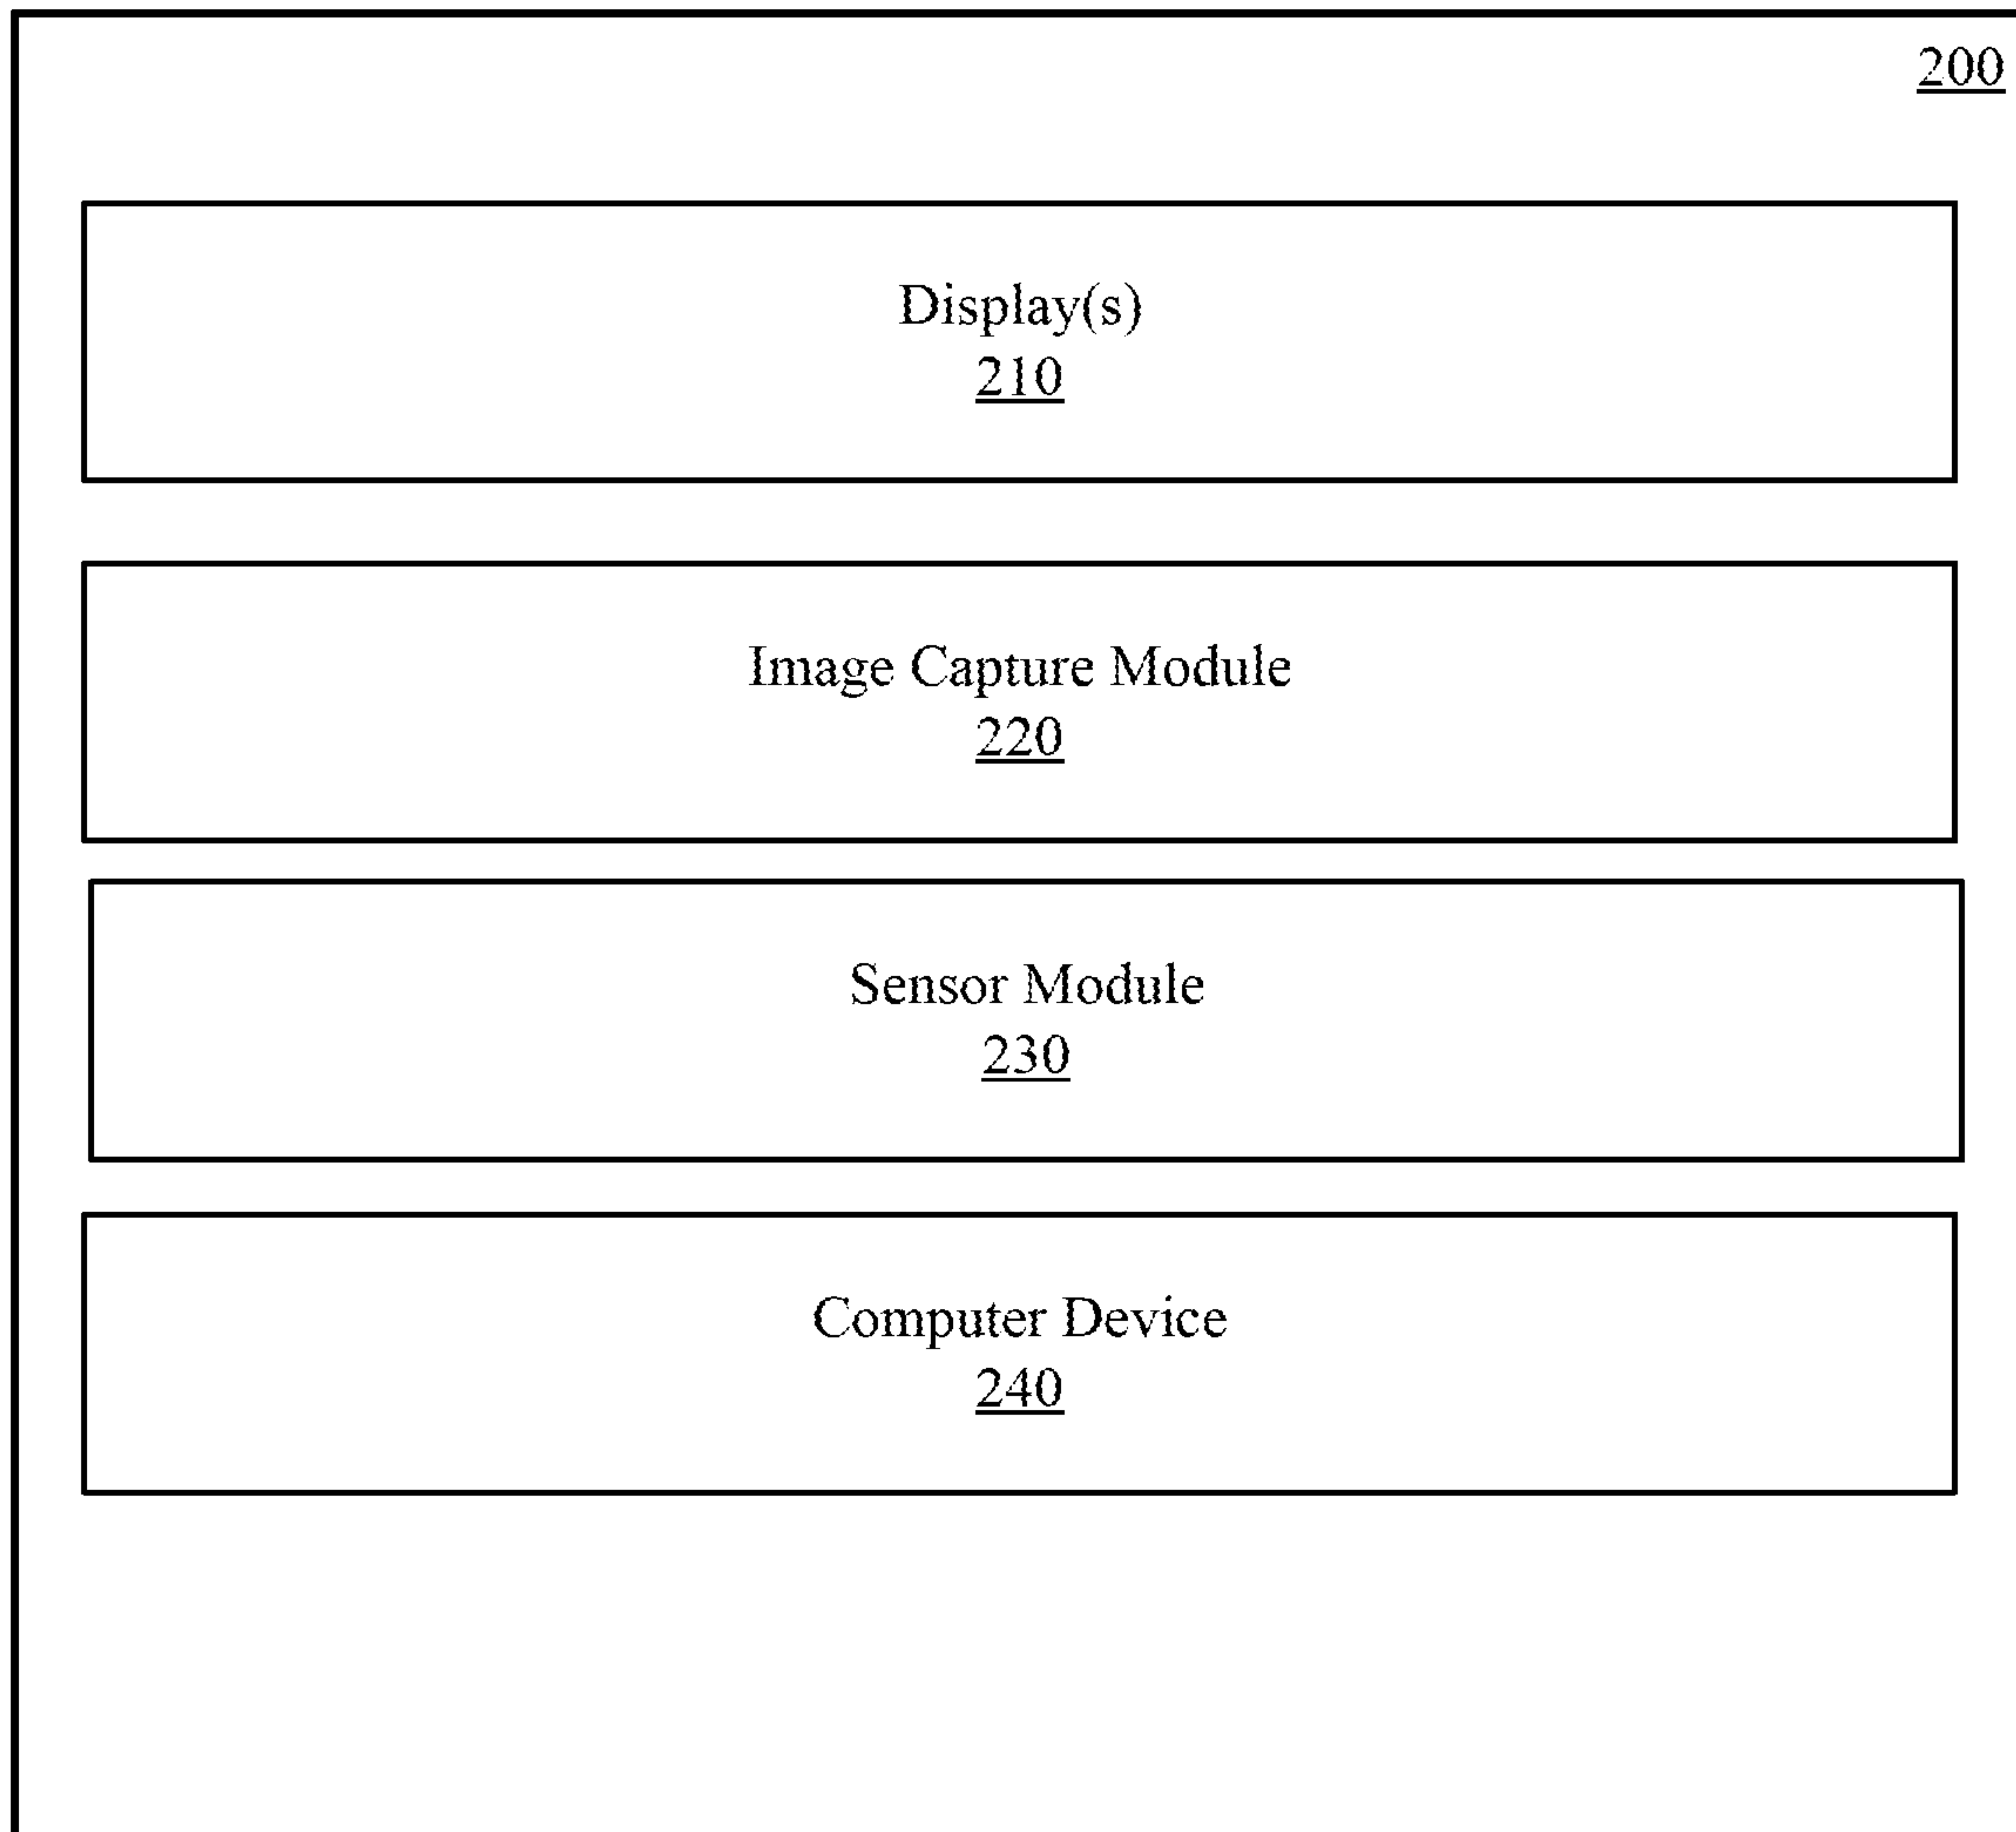 200
Display(s)
210
Image Capture Module
220
Sensor Module
230
Computer Device
240